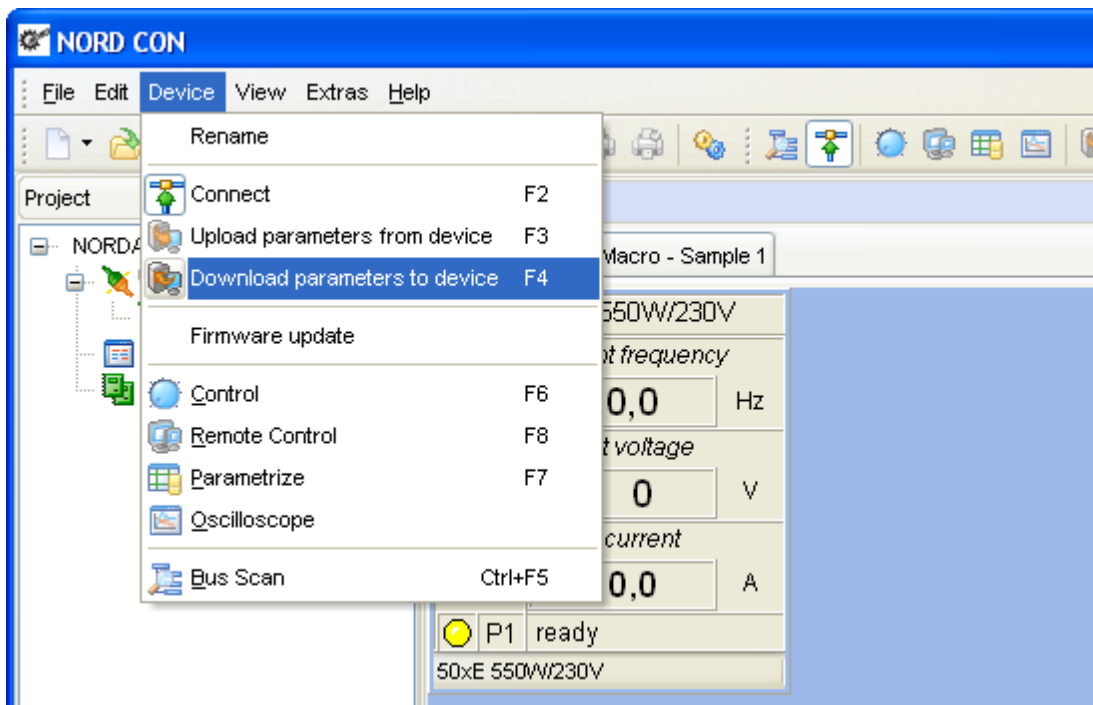 NORD CON
File Edit Device View Extras Help
Rename
Project
Connect F2
Upload parameters from device F3
NORDA
Macro - Sample 1
Download parameters to device F4
550W/230V
Firmware update
frequency
Control F6
0,0 Hz
Remote Control F8
voltage
Parametrize F7
0 V
Oscilloscope
current
Bus Scan Ctrl+F5
0,0 A
P1 ready
50xE 550W/230V